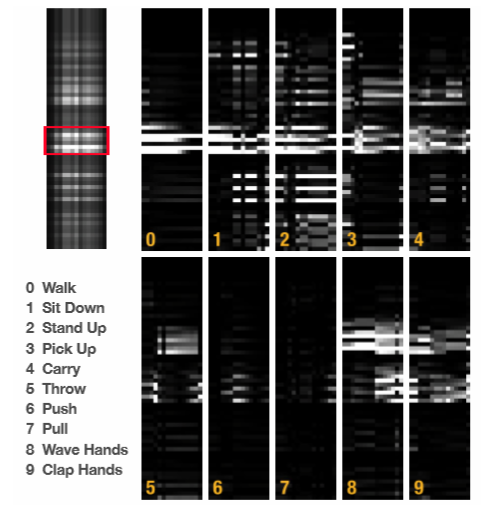 0
1
2
3
4
0 Walk
1 Sit Down
2 Stand Up
3 Pick Up
4 Carry
5 Throw
6 Push
7 Pull
8 Wave Hands
9 Clap Hands
5
6
7
8
9